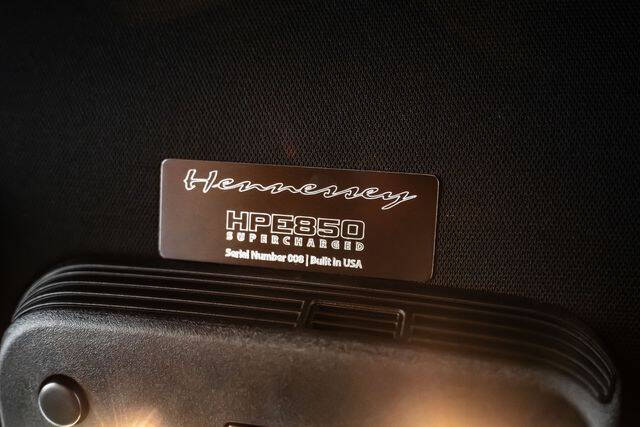 Hennessey
HPE850
SUPERCHARGED
Serial Number 008 | Built in USA